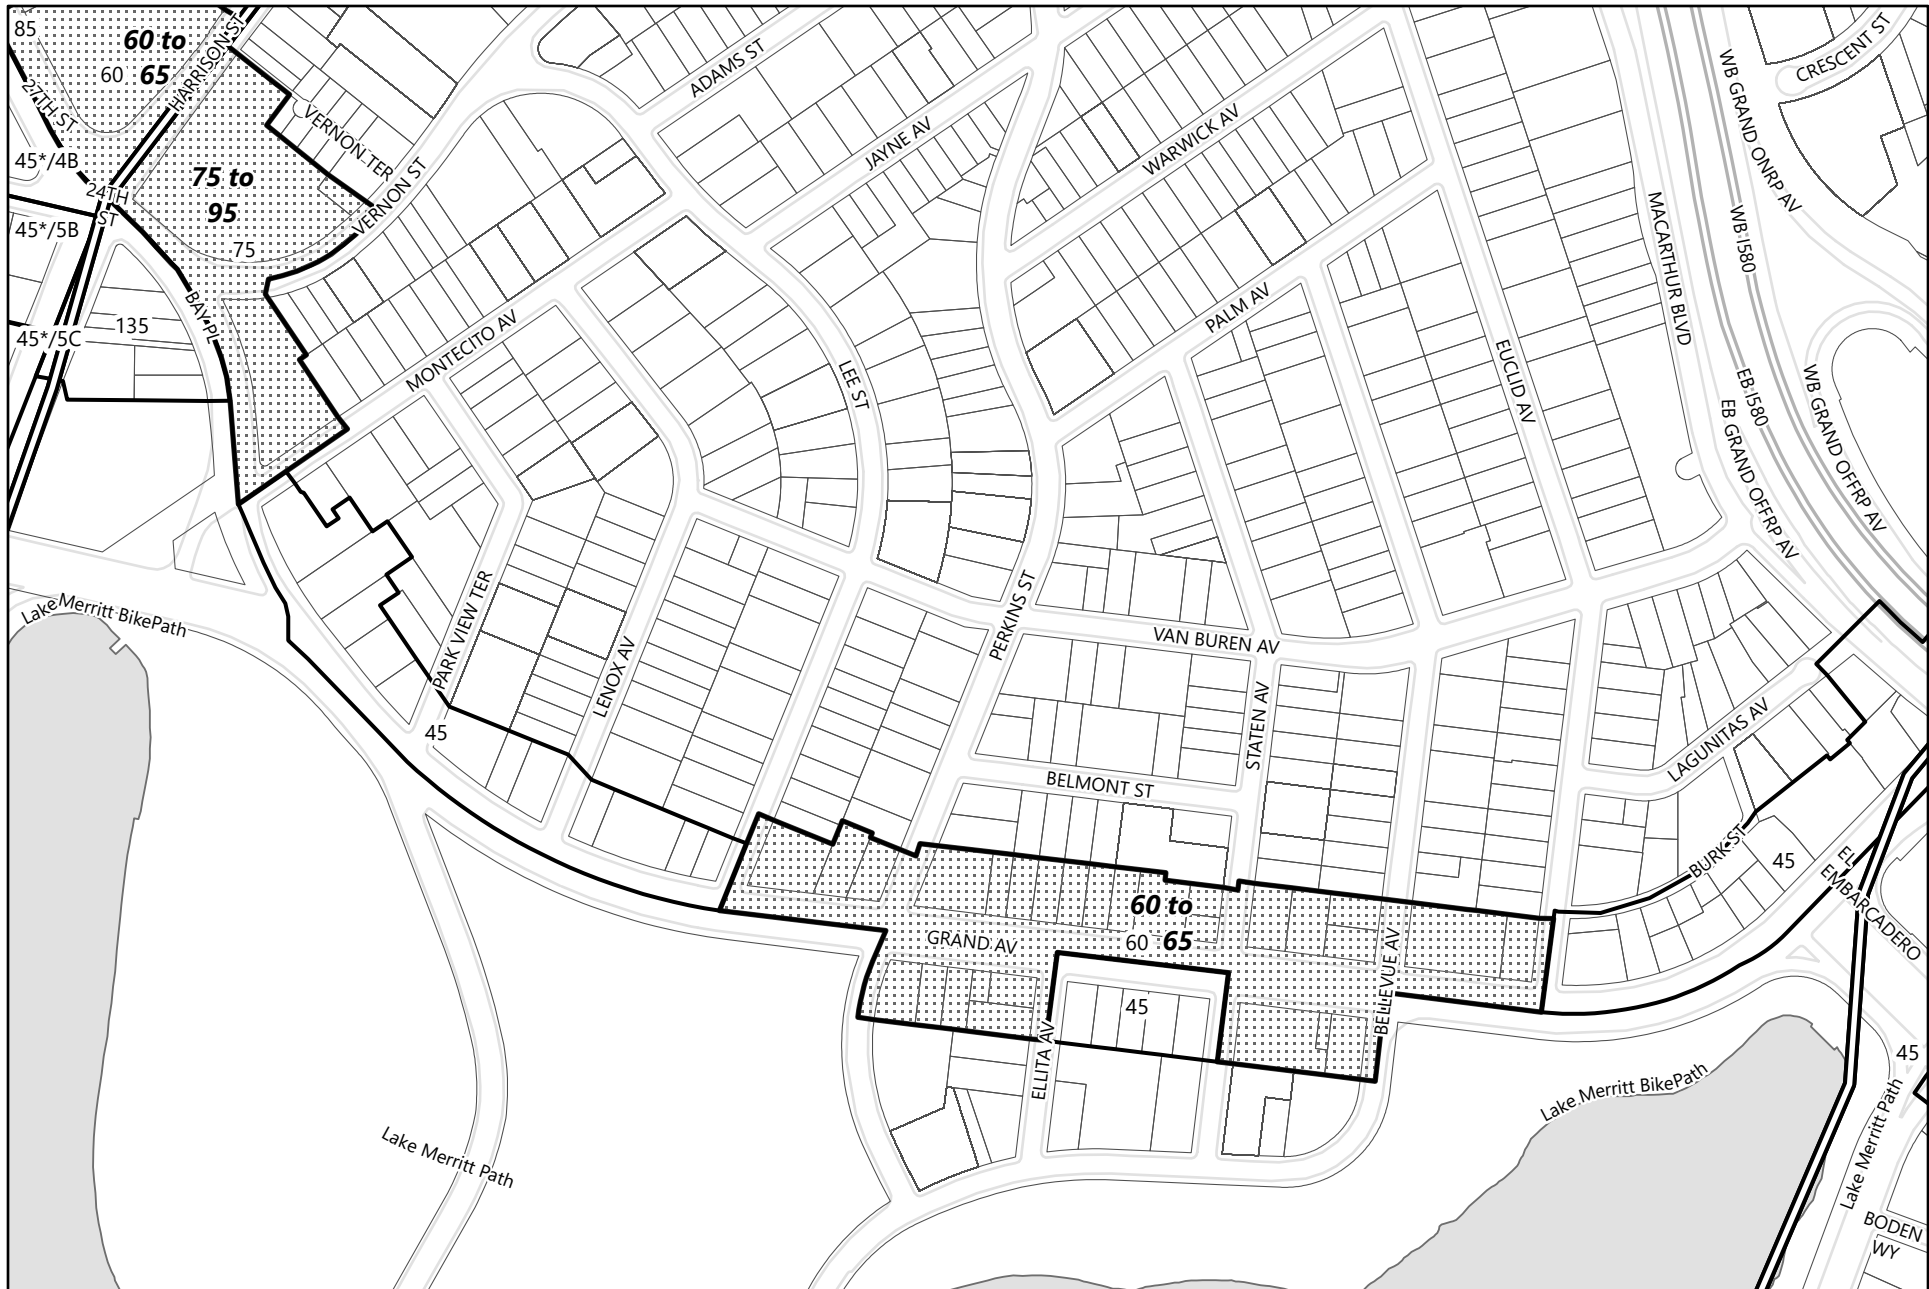 85
60 to
65
60
HARRISON ST
27TH ST
ADAMS ST
CRESCENT ST
WB GRAND ONRP AV
VERNON TER
JAYNE AV
WARWICK AV
45*/4B
75 to
95
24TH
ST
VERNON ST
45*/5B
75
MACARTHUR BLVD
WB I580
BAY PL
135
45*/5C
MONTECITO AV
PALM AV
LEE ST
EUCLID AV
EB I580
WB GRAND OFFRP AV
EB GRAND OFFRP AV
Lake Merritt BikePath
PARK VIEW TER
LENOX AV
PERKINS ST
VAN BUREN AV
STATEN AV
45
LAGUNITAS AV
BELMONT ST
BURK ST
45
EL
EMBARCADERO
60 to
65
60
GRAND AV
BELLEVUE AV
45
ELLITA AV
45
Lake Merritt BikePath
Lake Merritt Path
Lake Merritt Path
BODEN
WY